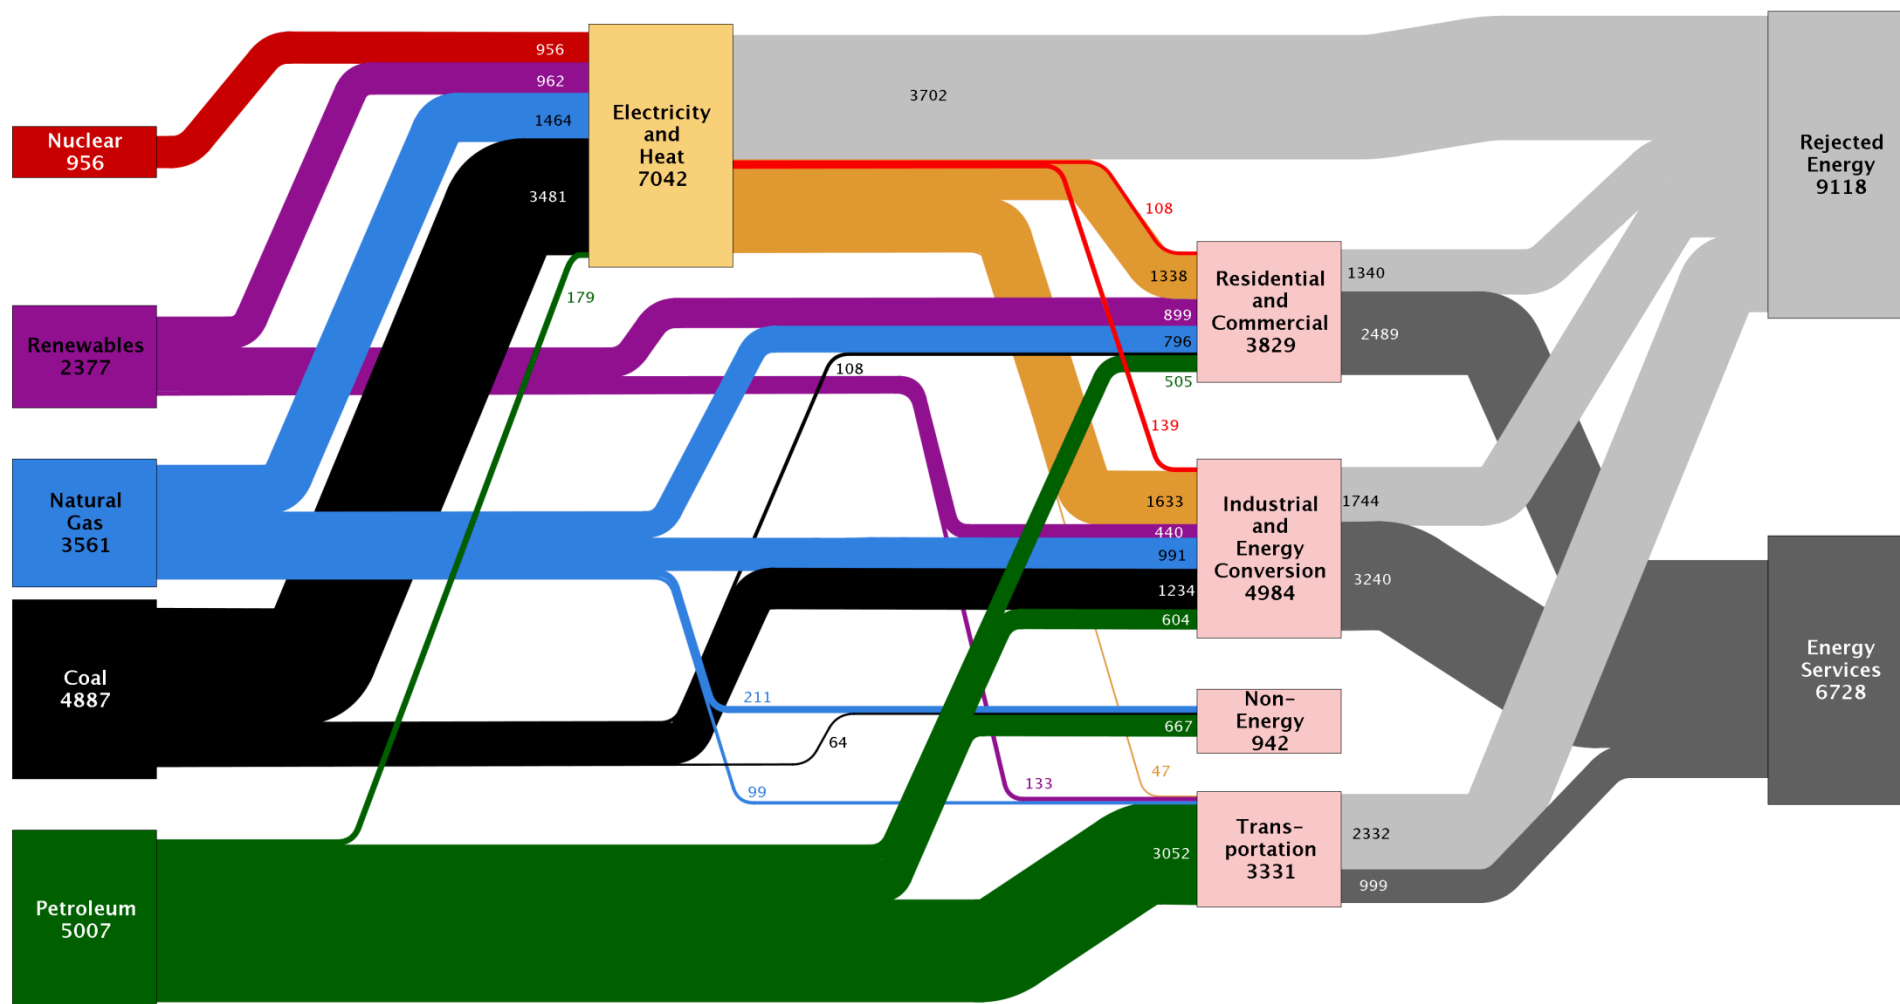 Nuclear
956
Renewables
2377
Natural
Gas
3561
Coal
4887
Petroleum
5007
956
962
1464
3481
179
Electricity
and
Heat
7042
3702
108
1338
899
796
108
505
139
1633
440
991
1234
604
211
667
64
47
133
99
3052
Residential
and
Commercial
3829
Industrial
and
Energy
Conversion
4984
Non-
Energy
942
Trans-
portation
3331
1340
2489
1744
3240
2332
999
Rejected
Energy
9118
Energy
Services
6728